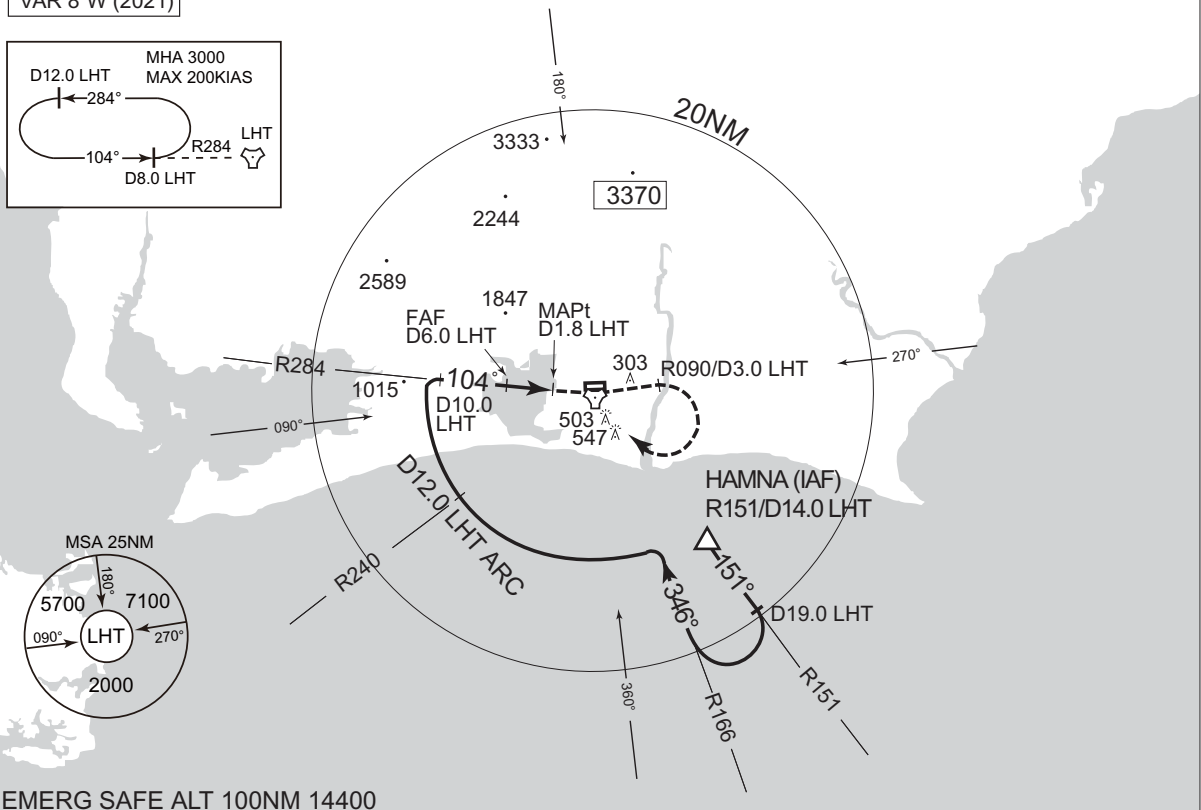 VAR 8°W (2021)
MHA 3000
MAX 200KIAS
D12.0 LHT
284°
104°
R284
LHT
D8.0 LHT
180°
20NM
3333
3370
2244
2589
1847
FAF
D6.0 LHT
MAPt
D1.8 LHT
303
R090/D3.0 LHT
270°
R284
1015
104°
D10.0
LHT
090°
503
547
HAMNA (IAF)
R151/D14.0 LHT
D12.0 LHT ARC
R240
151°
346°
D19.0 LHT
R151
R166
360°
MSA 25NM
180°
5700
7100
090°
LHT
270°
2000
EMERG SAFE ALT 100NM 14400